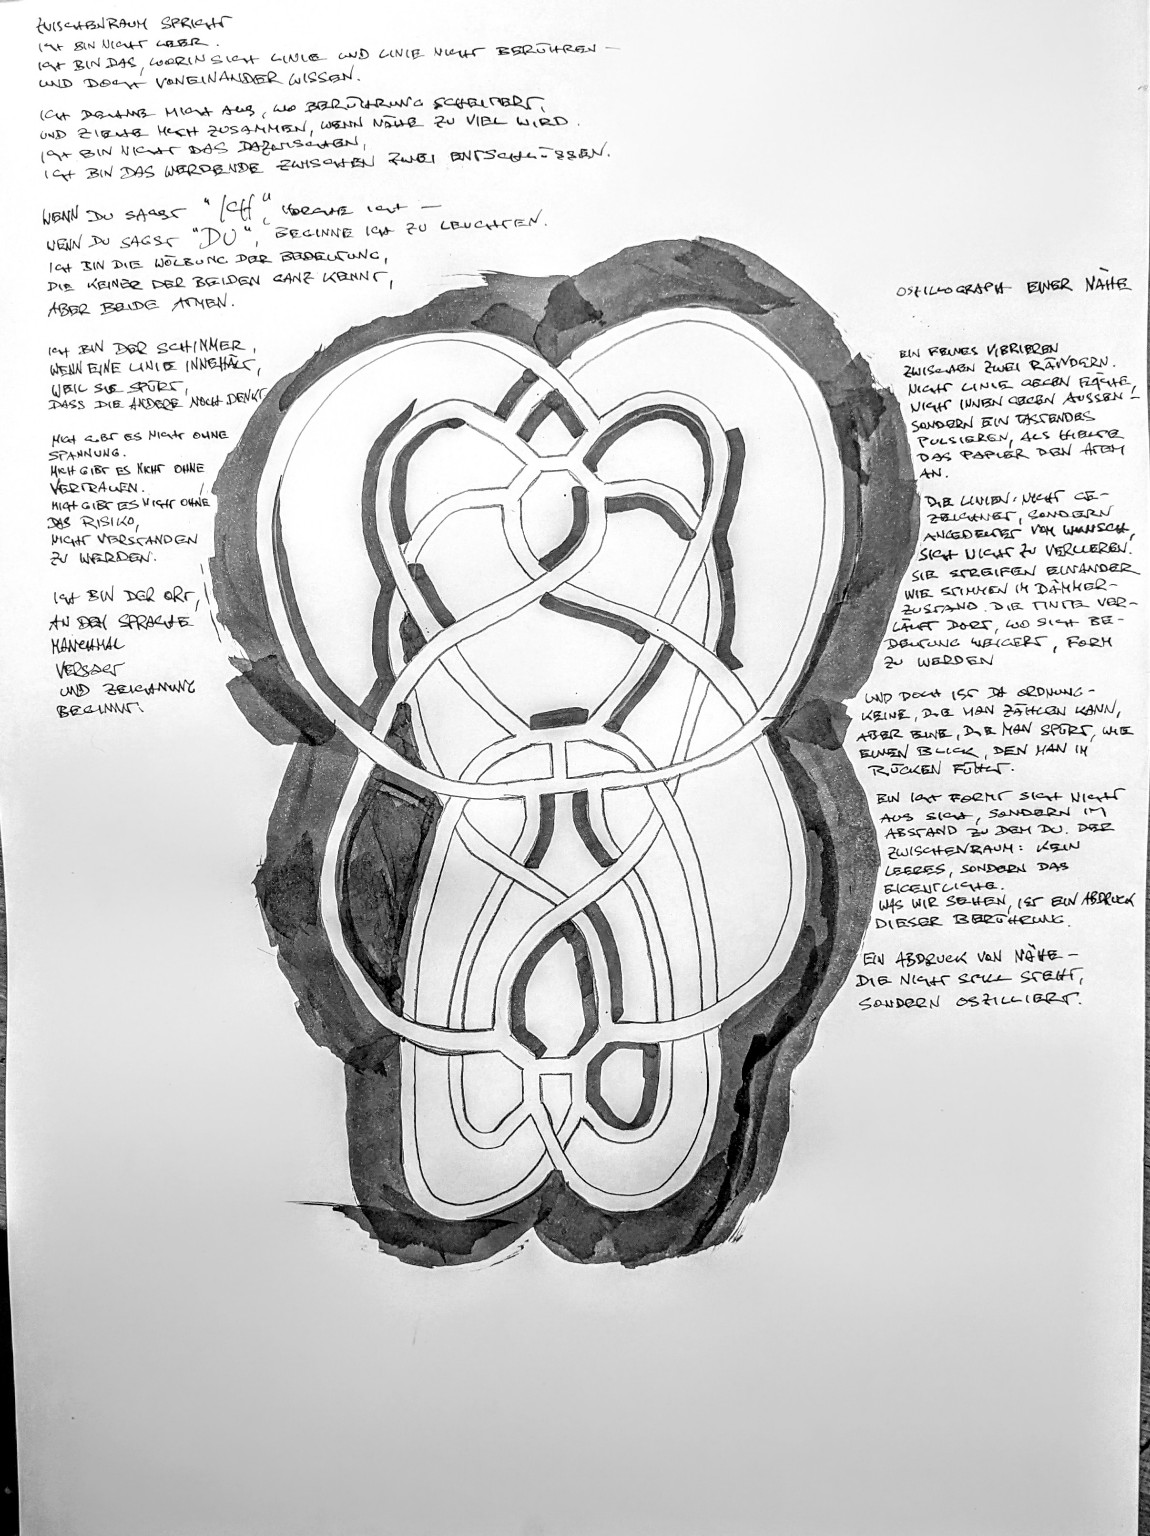 ZWISCHENRAUM SPRICHT
ICH BIN NICHT LEER.
ICH BIN DAS, WORIN SICH LINIE UND LINIE NICHT BERÜHREN –
UND DOCH VONEINANDER WISSEN.
ICH DEHNE MICH AUS, WO BERÜHRUNG SCHEITERT,
UND ZIEHE MICH ZUSAMMEN, WENN NÄHE ZU VIEL WIRD.
ICH BIN NICHT DAS DAZWISCHEN,
ICH BIN DAS WERDENDE ZWISCHEN ZWEI ENTSCHLÜSSEN.
WENN DU SAGST "ICH", HORCHE ICH –
WENN DU SAGST "DU", BEGINNE ICH ZU LEUCHTEN.
ICH BIN DIE WÖLBUNG DER BEDEUTUNG,
DIE KEINER DER BEIDEN GANZ KENNT,
ABER BEIDE ATMEN.
ICH BIN DER SCHIMMER,
WENN EINE LINIE INNEHÄLT,
WEIL SIE SPÜRT,
DASS DIE ANDERE NOCH DENKT
MICH GIBT ES NICHT OHNE
SPANNUNG.
MICH GIBT ES NICHT OHNE
VERTRAUEN.
MICH GIBT ES NICHT OHNE
DAS RISIKO,
NICHT VERSTANDEN
ZU WERDEN.
ICH BIN DER ORT,
AN DEM SPRACHE
MANCHMAL
VERSAGT
UND ZEICHNUNG
BEGINNT.
OSZILLOGRAPH EINER NÄHE
EIN FEINES VIBRIEREN
ZWISCHEN ZWEI RÄNDERN.
NICHT LINIE GEGEN FLÄCHE,
NICHT INNEN GEGEN AUSSEN –
SONDERN EIN TASTENDES
PULSIEREN, ALS HIELTE
DAS PAPIER DEN ATEM
AN.
DIE LINIEN: NICHT GE-
ZEICHNET, SONDERN
ANGEDEUTET VOM WUNSCH,
SICH NICHT ZU VERLIEREN.
SIE STREIFEN EINANDER
WIE STIMMEN IM DÄMMER-
ZUSTAND. DIE TINTE VER-
LÄUFT DORT, WO SICH BE-
DEUTUNG WEIGERT, FORM
ZU WERDEN
UND DOCH IST DA ORDNUNG –
KEINE, DIE MAN ZÄHLEN KANN,
ABER EINE, DIE MAN SPÜRT, WIE
EINEN BLICK, DEN MAN IM
RÜCKEN FÜHLT.
EIN ICH FORMT SICH NICHT
AUS SICH, SONDERN IM
ABSTAND ZU DEM DU. DER
ZWISCHENRAUM: KEIN
LEERES, SONDERN DAS
EIGENTLICHE.
WAS WIR SEHEN, IST EIN ABDRUCK
DIESER BERÜHRUNG.
EIN ABDRUCK VON NÄHE –
DIE NICHT STILL STEHT,
SONDERN OSZILLIERT.